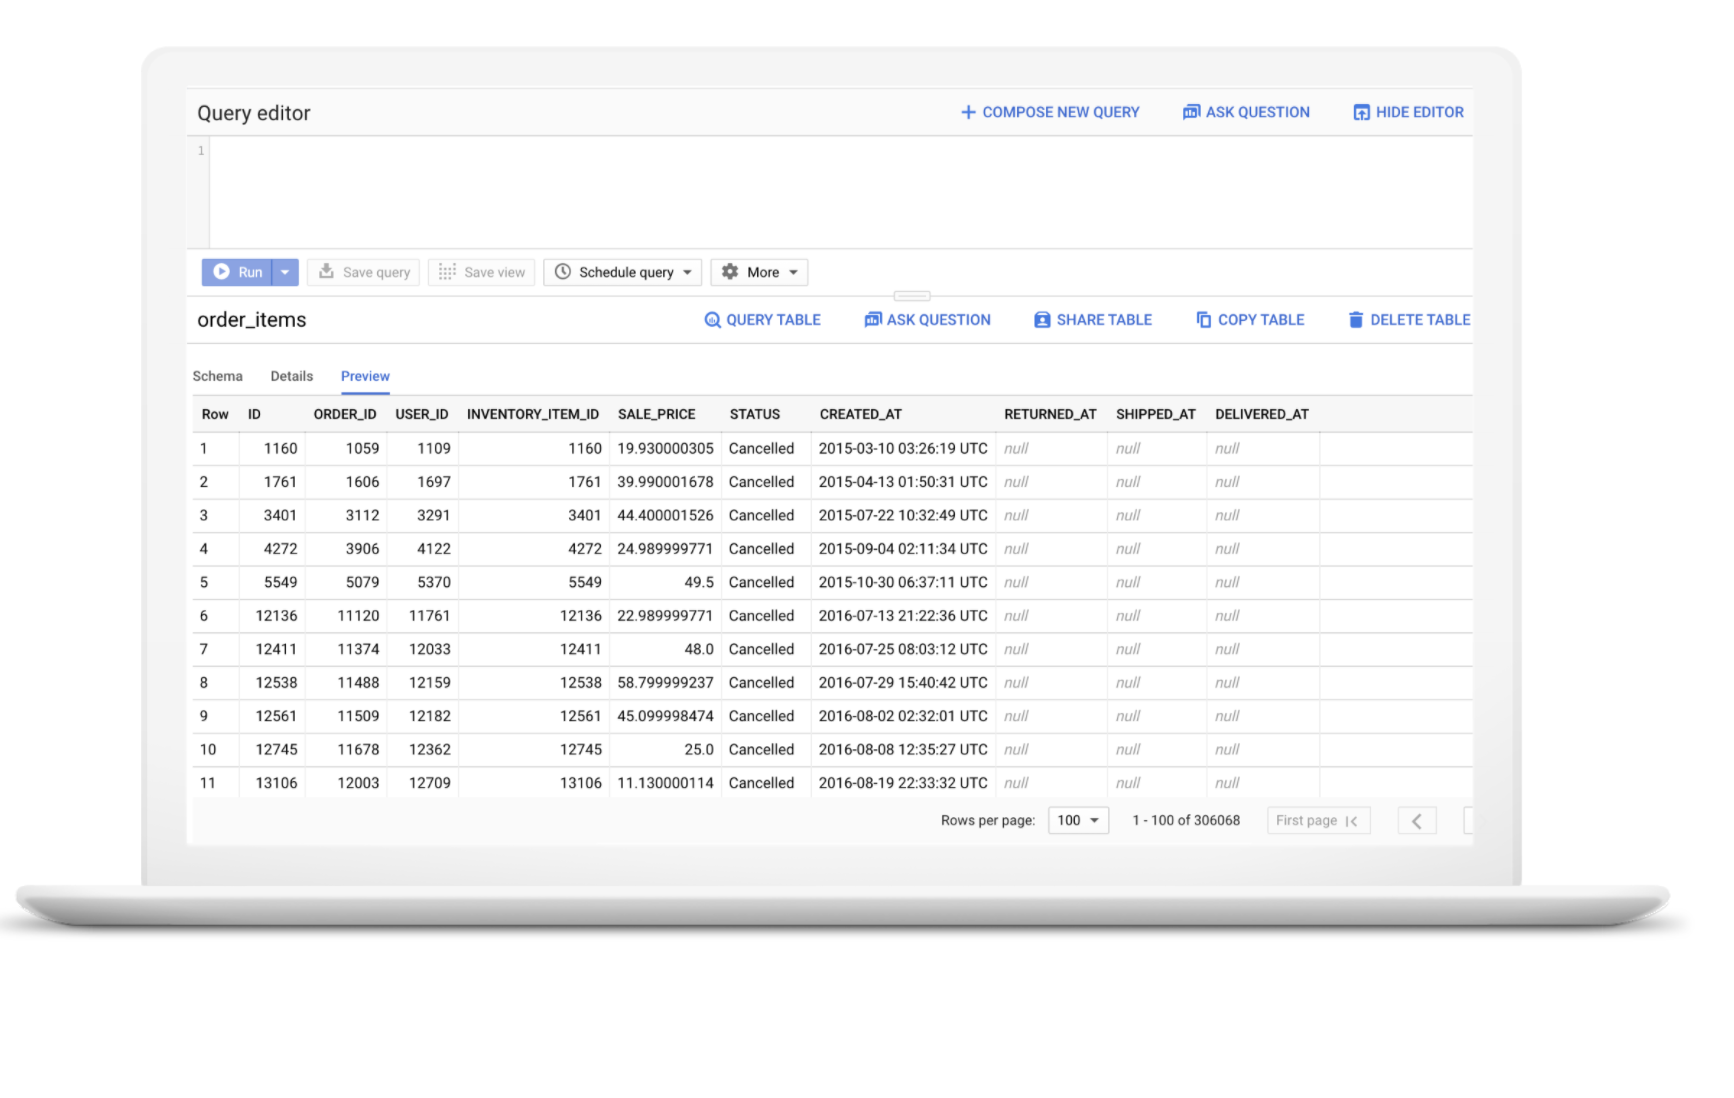 Query editor + COMPOSE NEW QUERY ASK QUESTION HIDE EDITOR
1
Run Save query Save view Schedule query More
order_items QUERY TABLE ASK QUESTION SHARE TABLE COPY TABLE DELETE TABLE
Schema Details Preview
Row ID ORDER_ID USER_ID INVENTORY_ITEM_ID SALE_PRICE STATUS CREATED_AT RETURNED_AT SHIPPED_AT DELIVERED_AT
1 1160 1059 1109 1160 19.930000305 Cancelled 2015-03-10 03:26:19 UTC null null null
2 1761 1606 1697 1761 39.990001678 Cancelled 2015-04-13 01:50:31 UTC null null null
3 3401 3112 3291 3401 44.400001526 Cancelled 2015-07-22 10:32:49 UTC null null null
4 4272 3906 4122 4272 24.989999771 Cancelled 2015-09-04 02:11:34 UTC null null null
5 5549 5079 5370 5549 49.5 Cancelled 2015-10-30 06:37:11 UTC null null null
6 12136 11120 11761 12136 22.989999771 Cancelled 2016-07-13 21:22:36 UTC null null null
7 12411 11374 12033 12411 48.0 Cancelled 2016-07-25 08:03:12 UTC null null null
8 12538 11488 12159 12538 58.799999237 Cancelled 2016-07-29 15:40:42 UTC null null null
9 12561 11509 12182 12561 45.099998474 Cancelled 2016-08-02 02:32:01 UTC null null null
10 12745 11678 12362 12745 25.0 Cancelled 2016-08-08 12:35:27 UTC null null null
11 13106 12003 12709 13106 11.130000114 Cancelled 2016-08-19 22:33:32 UTC null null null
Rows per page: 100 1 - 100 of 306068 First page